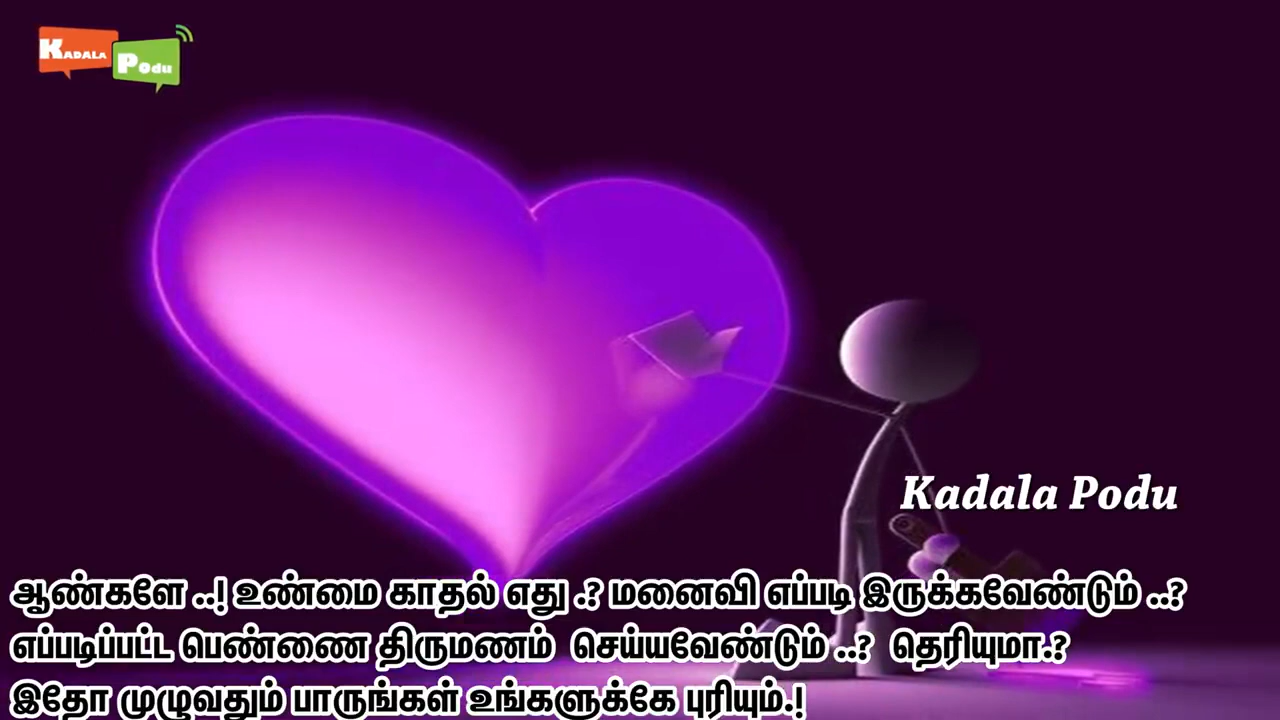 Kadala
Podu
Kadala Podu
ஆண்களே ..! உண்மை காதல் எது .? மனைவி எப்படி இருக்கவேண்டும் ..?
எப்படிப்பட்ட பெண்ணை திருமணம் செய்யவேண்டும் ..? தெரியுமா.?
இதோ முழுவதும் பாருங்கள் உங்களுக்கே புரியும்.!